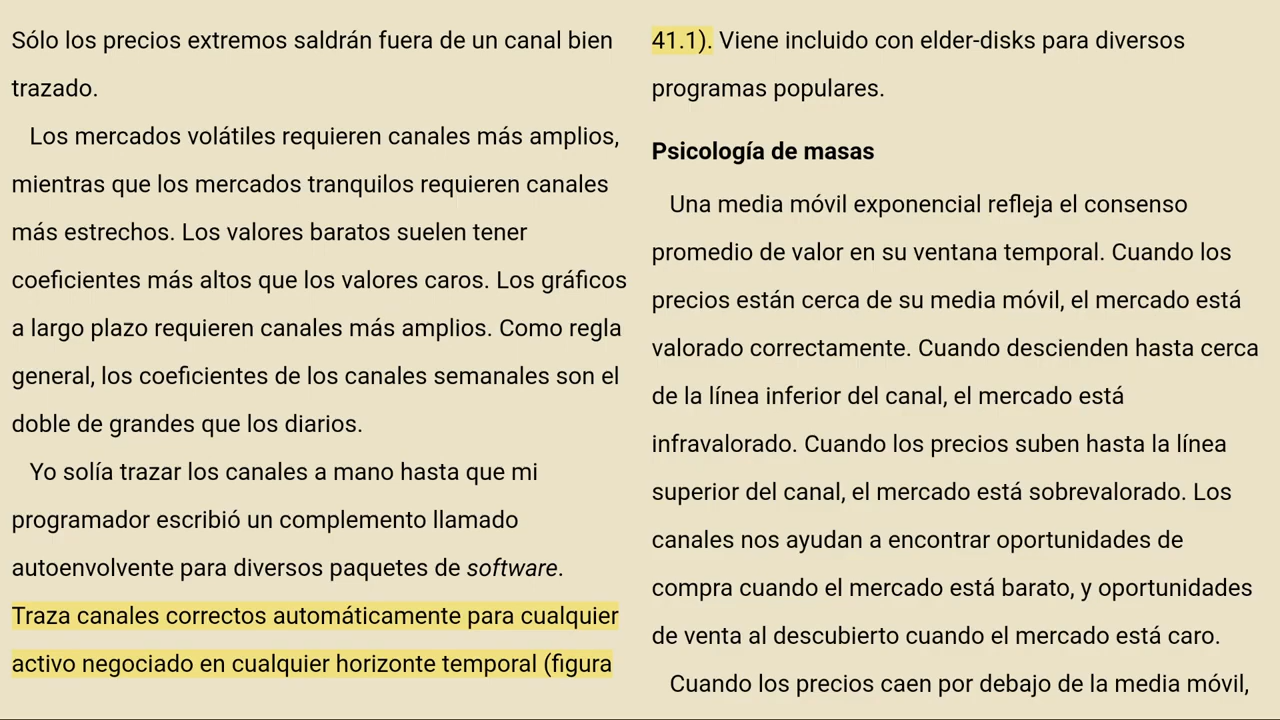 Sólo los precios extremos saldrán fuera de un canal bien
trazado.
Los mercados volátiles requieren canales más amplios,
mientras que los mercados tranquilos requieren canales
más estrechos. Los valores baratos suelen tener
coeficientes más altos que los valores caros. Los gráficos
a largo plazo requieren canales más amplios. Como regla
general, los coeficientes de los canales semanales son el
doble de grandes que los diarios.
Yo solía trazar los canales a mano hasta que mi
programador escribió un complemento llamado
autoenvolvente para diversos paquetes de software.
Traza canales correctos automáticamente para cualquier
activo negociado en cualquier horizonte temporal (figura
41.1). Viene incluido con elder-disks para diversos
programas populares.
Psicología de masas
Una media móvil exponencial refleja el consenso
promedio de valor en su ventana temporal. Cuando los
precios están cerca de su media móvil, el mercado está
valorado correctamente. Cuando descienden hasta cerca
de la línea inferior del canal, el mercado está
infravalorado. Cuando los precios suben hasta la línea
superior del canal, el mercado está sobrevalorado. Los
canales nos ayudan a encontrar oportunidades de
compra cuando el mercado está barato, y oportunidades
de venta al descubierto cuando el mercado está caro.
Cuando los precios caen por debajo de la media móvil,